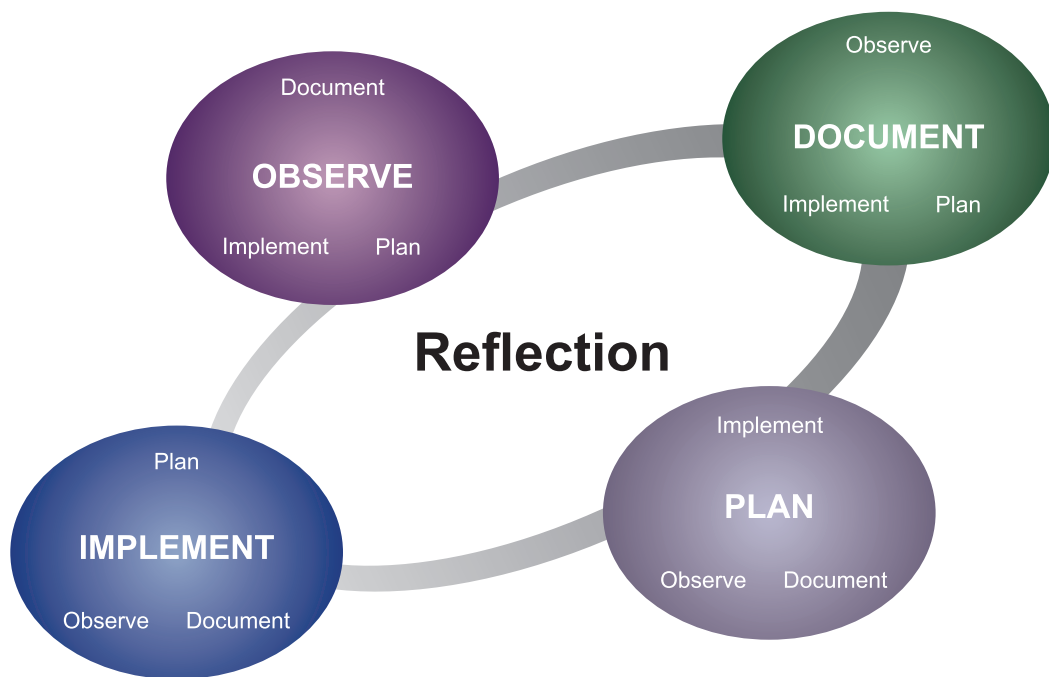 Document
OBSERVE
Implement Plan
Observe
DOCUMENT
Implement Plan
Reflection
Implement
PLAN
Observe Document
Plan
IMPLEMENT
Observe Document